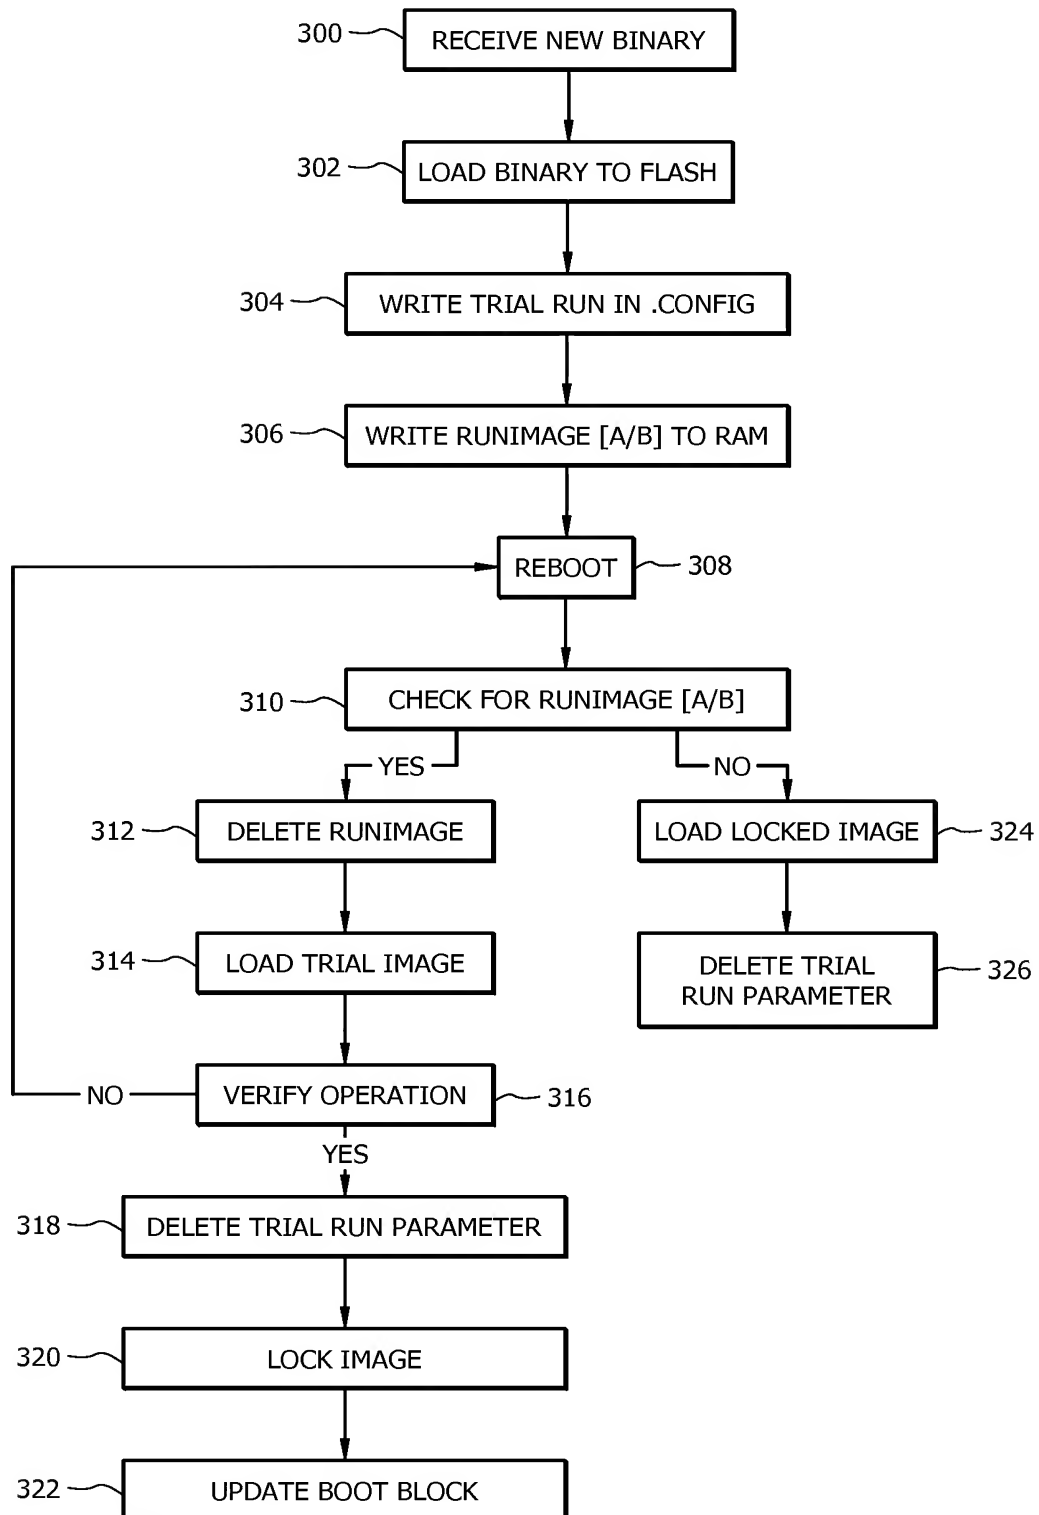 300
RECEIVE NEW BINARY
302
LOAD BINARY TO FLASH
304
WRITE TRIAL RUN IN .CONFIG
306
WRITE RUNIMAGE [A/B] TO RAM
REBOOT
308
310
CHECK FOR RUNIMAGE [A/B]
YES
NO
312
DELETE RUNIMAGE
LOAD LOCKED IMAGE
324
314
LOAD TRIAL IMAGE
DELETE TRIAL
RUN PARAMETER
326
NO
VERIFY OPERATION
316
YES
318
DELETE TRIAL RUN PARAMETER
320
LOCK IMAGE
322
UPDATE BOOT BLOCK